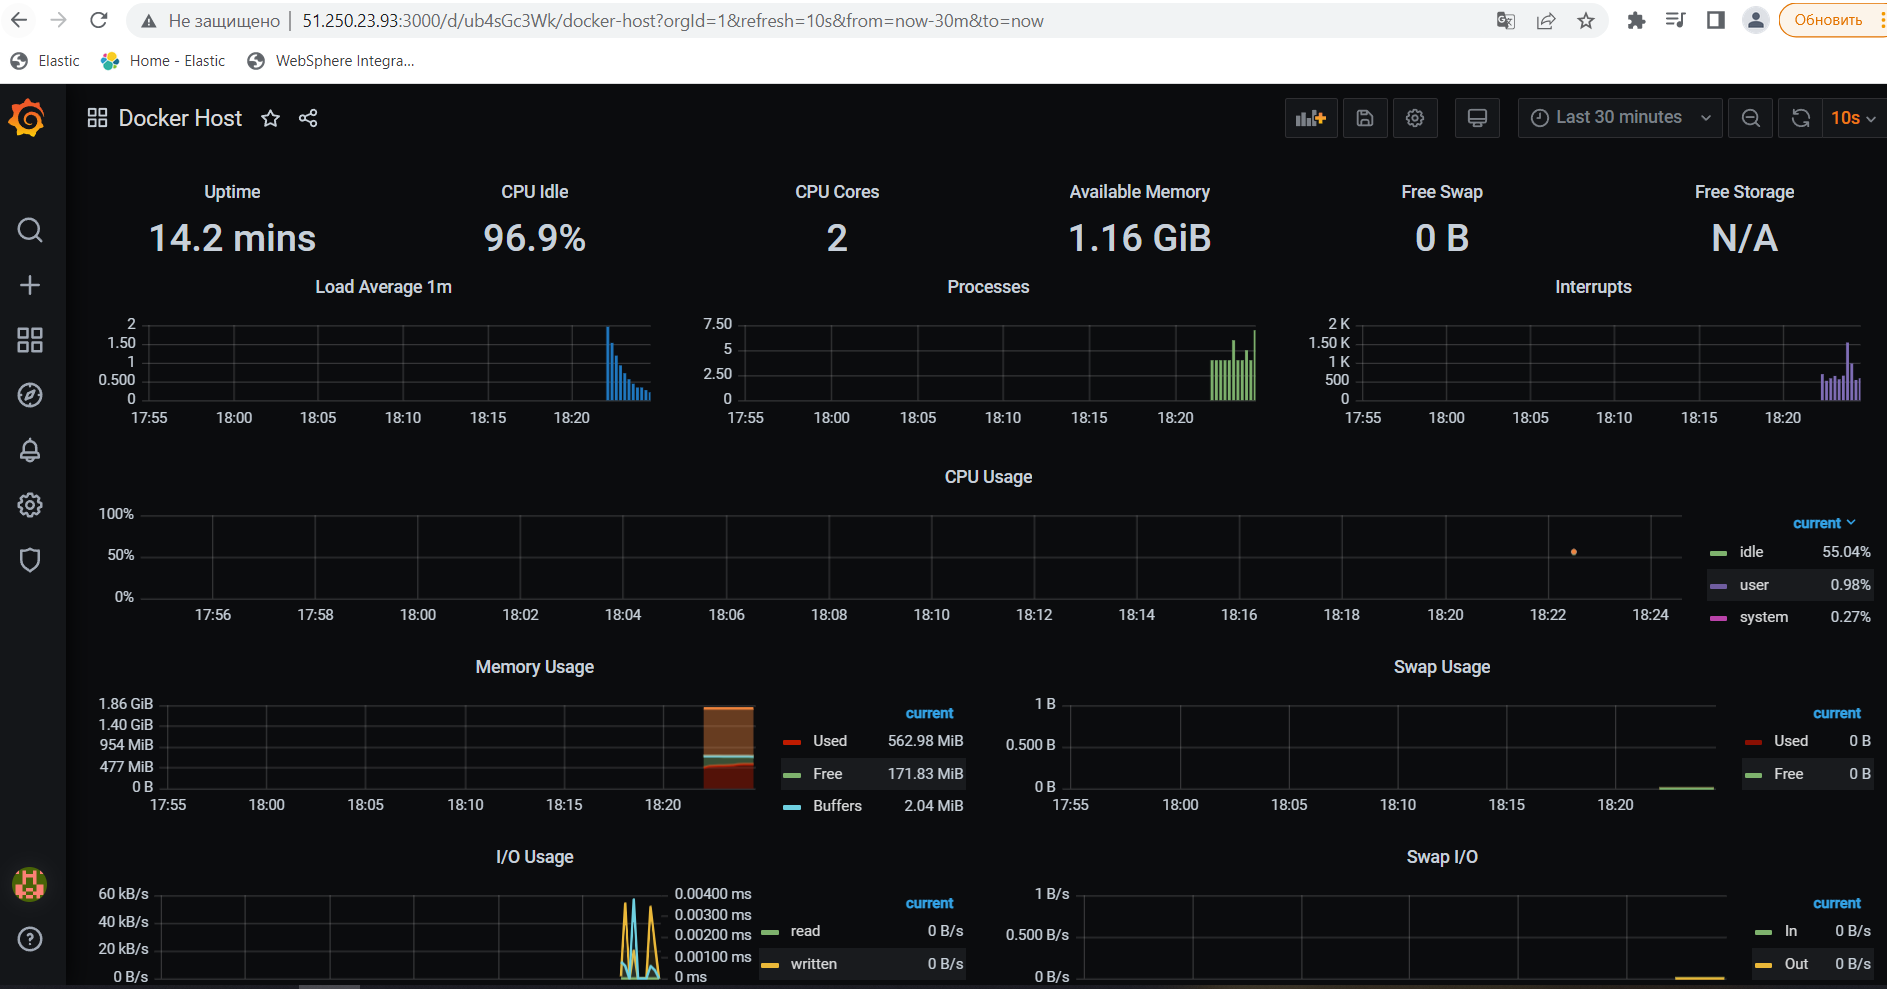 Не защищено | 51.250.23.93:3000/d/ub4sGc3Wk/docker-host?orgId=1&refresh=10s&from=now-30m&to=now
Обновить
Elastic
Home - Elastic
WebSphere Integra...
Docker Host
Last 30 minutes
10s
Uptime
14.2 mins
CPU Idle
96.9%
CPU Cores
2
Available Memory
1.16 GiB
Free Swap
0 B
Free Storage
N/A
Load Average 1m
2
1.50
1
0.500
0
17:55 18:00 18:05 18:10 18:15 18:20
Processes
7.50
5
2.50
0
17:55 18:00 18:05 18:10 18:15 18:20
Interrupts
2 K
1.50 K
1 K
500
0
17:55 18:00 18:05 18:10 18:15 18:20
CPU Usage
100%
50%
0%
17:56 17:58 18:00 18:02 18:04 18:06 18:08 18:10 18:12 18:14 18:16 18:18 18:20 18:22 18:24
current
idle 55.04%
user 0.98%
system 0.27%
Memory Usage
1.86 GiB
1.40 GiB
954 MiB
477 MiB
0 B
17:55 18:00 18:05 18:10 18:15 18:20
current
Used 562.98 MiB
Free 171.83 MiB
Buffers 2.04 MiB
Swap Usage
1 B
0.500 B
0 B
17:55 18:00 18:05 18:10 18:15 18:20
current
Used 0 B
Free 0 B
I/O Usage
60 kB/s
40 kB/s
20 kB/s
0 B/s
0.00400 ms
0.00300 ms
0.00200 ms
0.00100 ms
0 ms
current
read 0 B/s
written 0 B/s
Swap I/O
1 B/s
0.500 B/s
0 B/s
current
In 0 B/s
Out 0 B/s